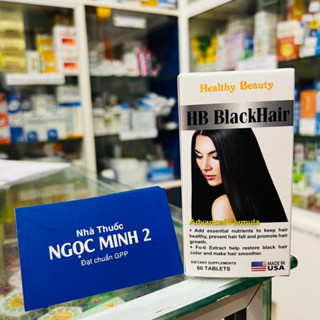 Healthy Beauty
HB BlackHair
Advanced Formula
• Add essential nutrients to keep hair
healthy, prevent hair fall and promote hair
growth.
• Fo-ti Extract help restore black hair
color and make hair smoother.
DIETARY SUPPLEMENTS
60 TABLETS
MADE IN
USA
Nhà Thuốc
NGỌC MINH 2
Đạt chuẩn GPP